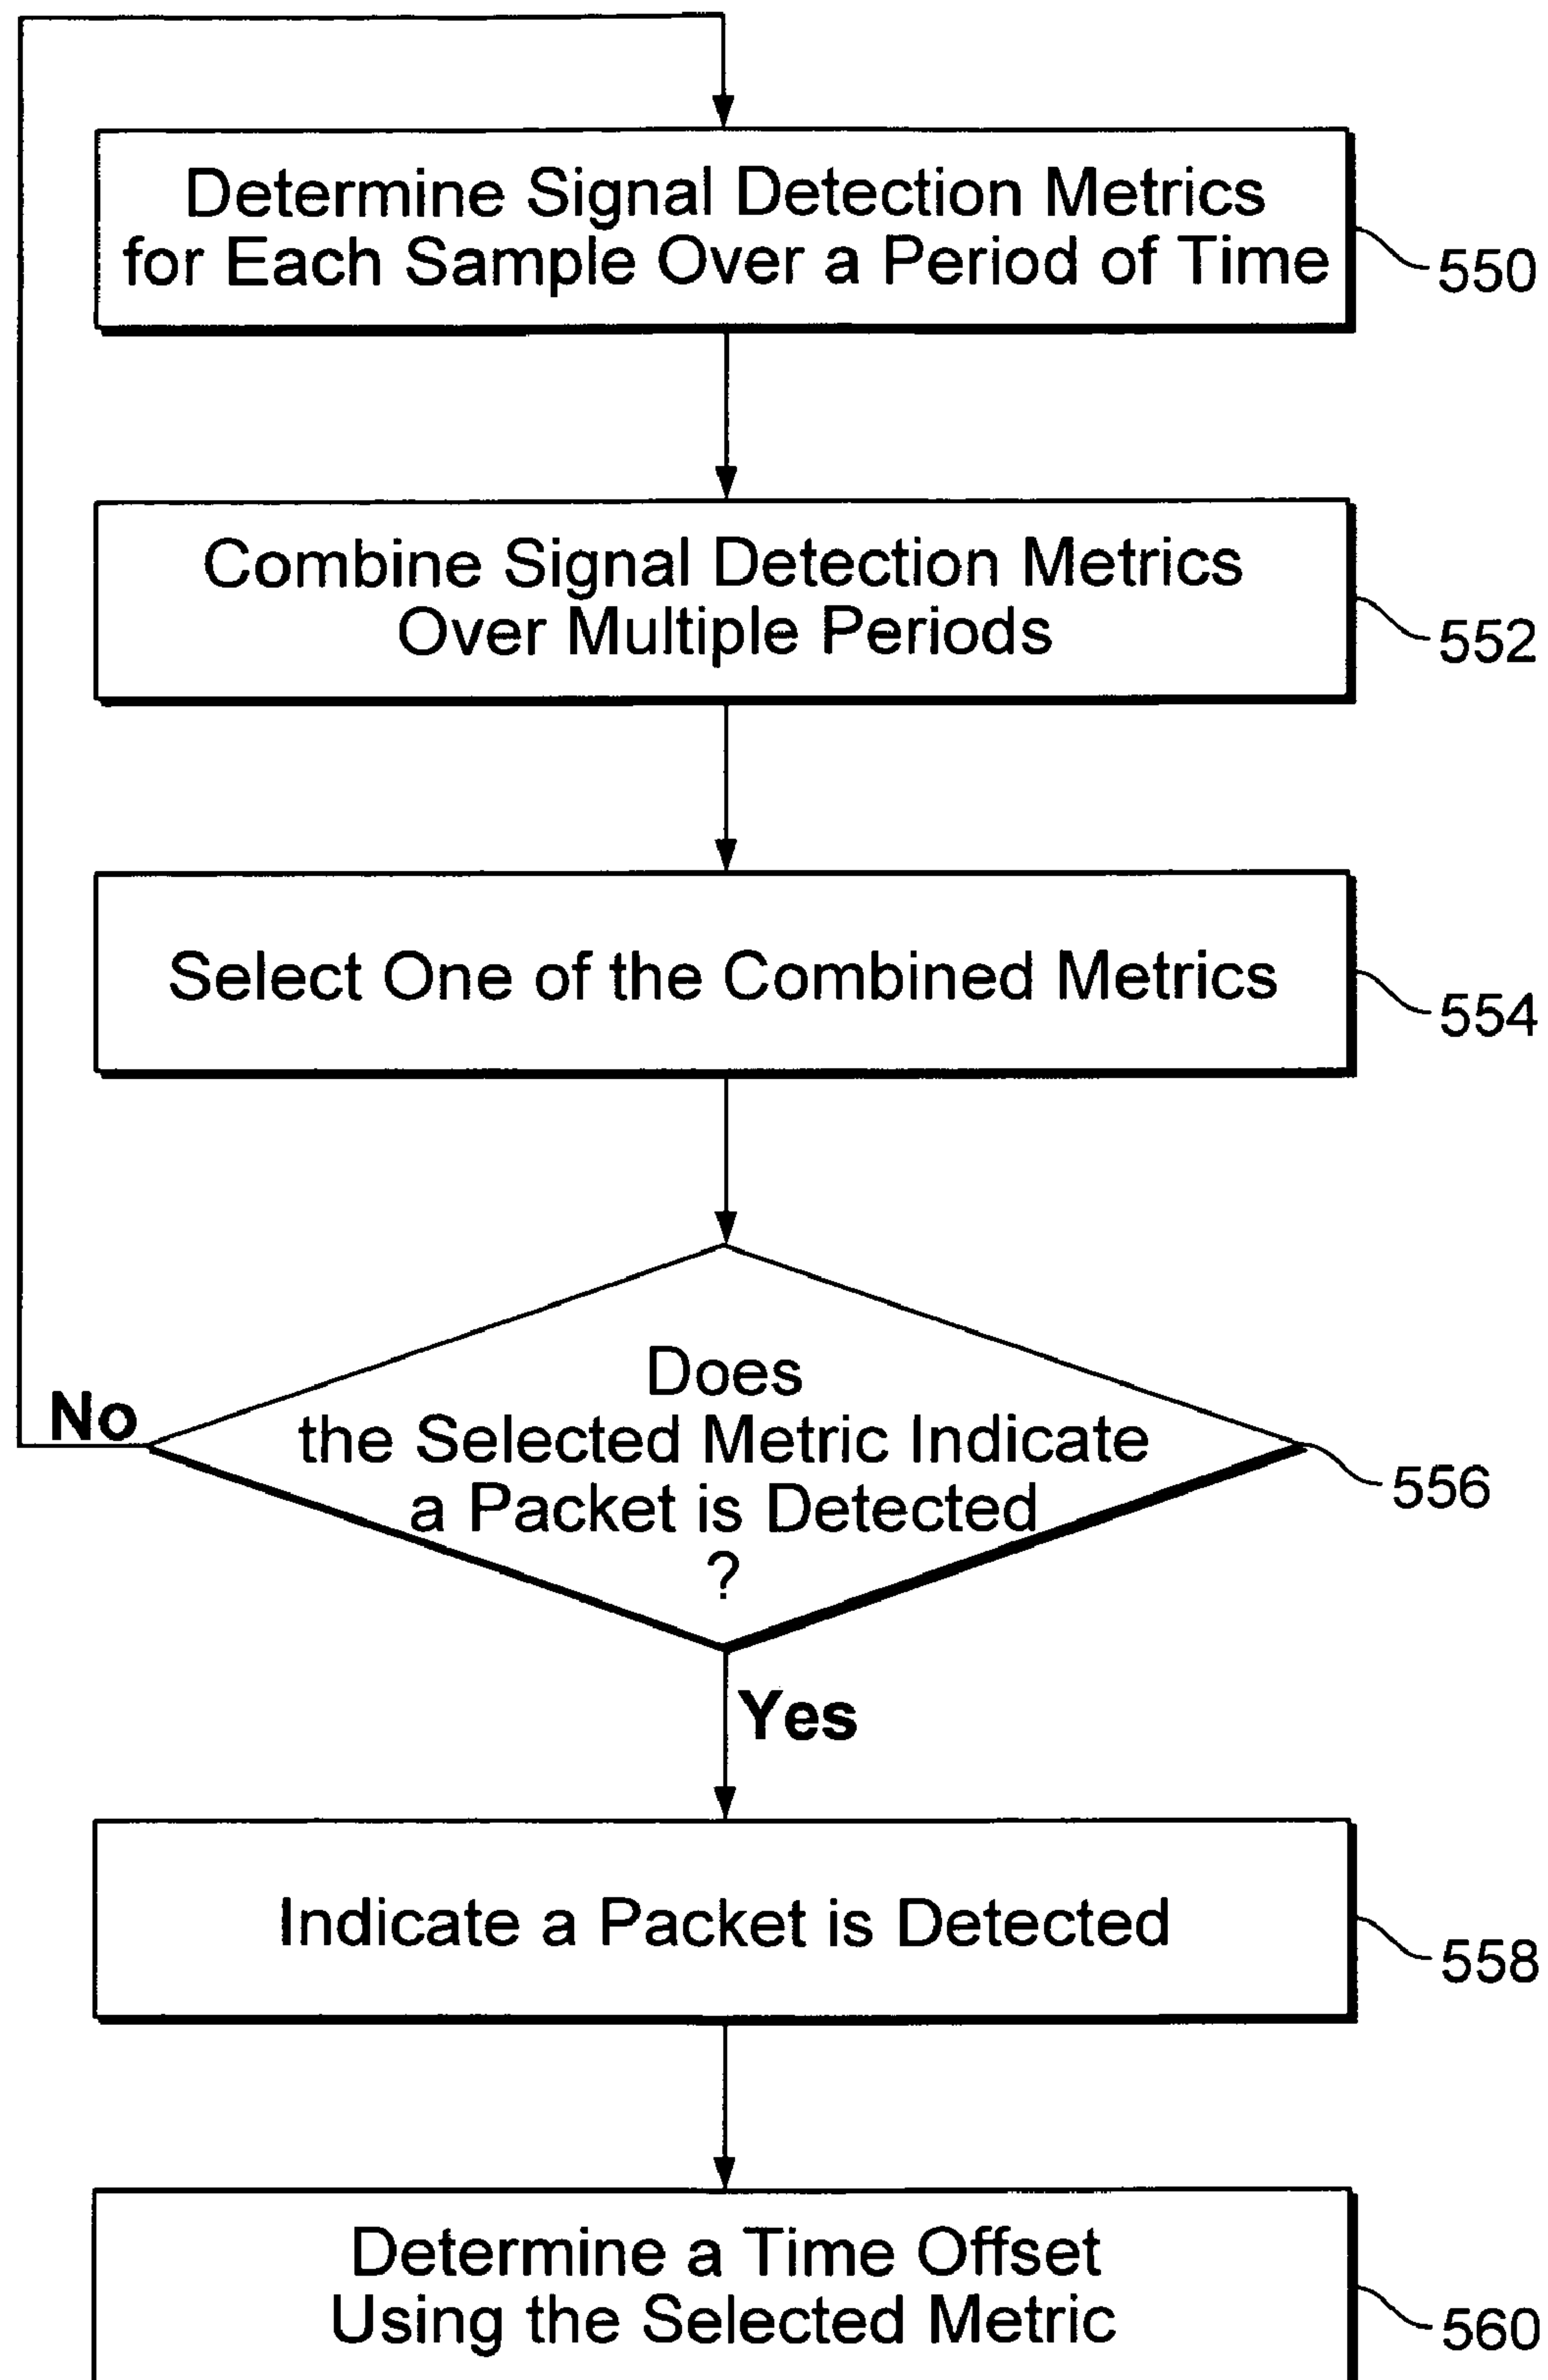 Determine Signal Detection Metrics
for Each Sample Over a Period of Time
550
Combine Signal Detection Metrics
Over Multiple Periods
552
Select One of the Combined Metrics
554
Does
the Selected Metric Indicate
a Packet is Detected
?
556
No
Yes
Indicate a Packet is Detected
558
Determine a Time Offset
Using the Selected Metric
560